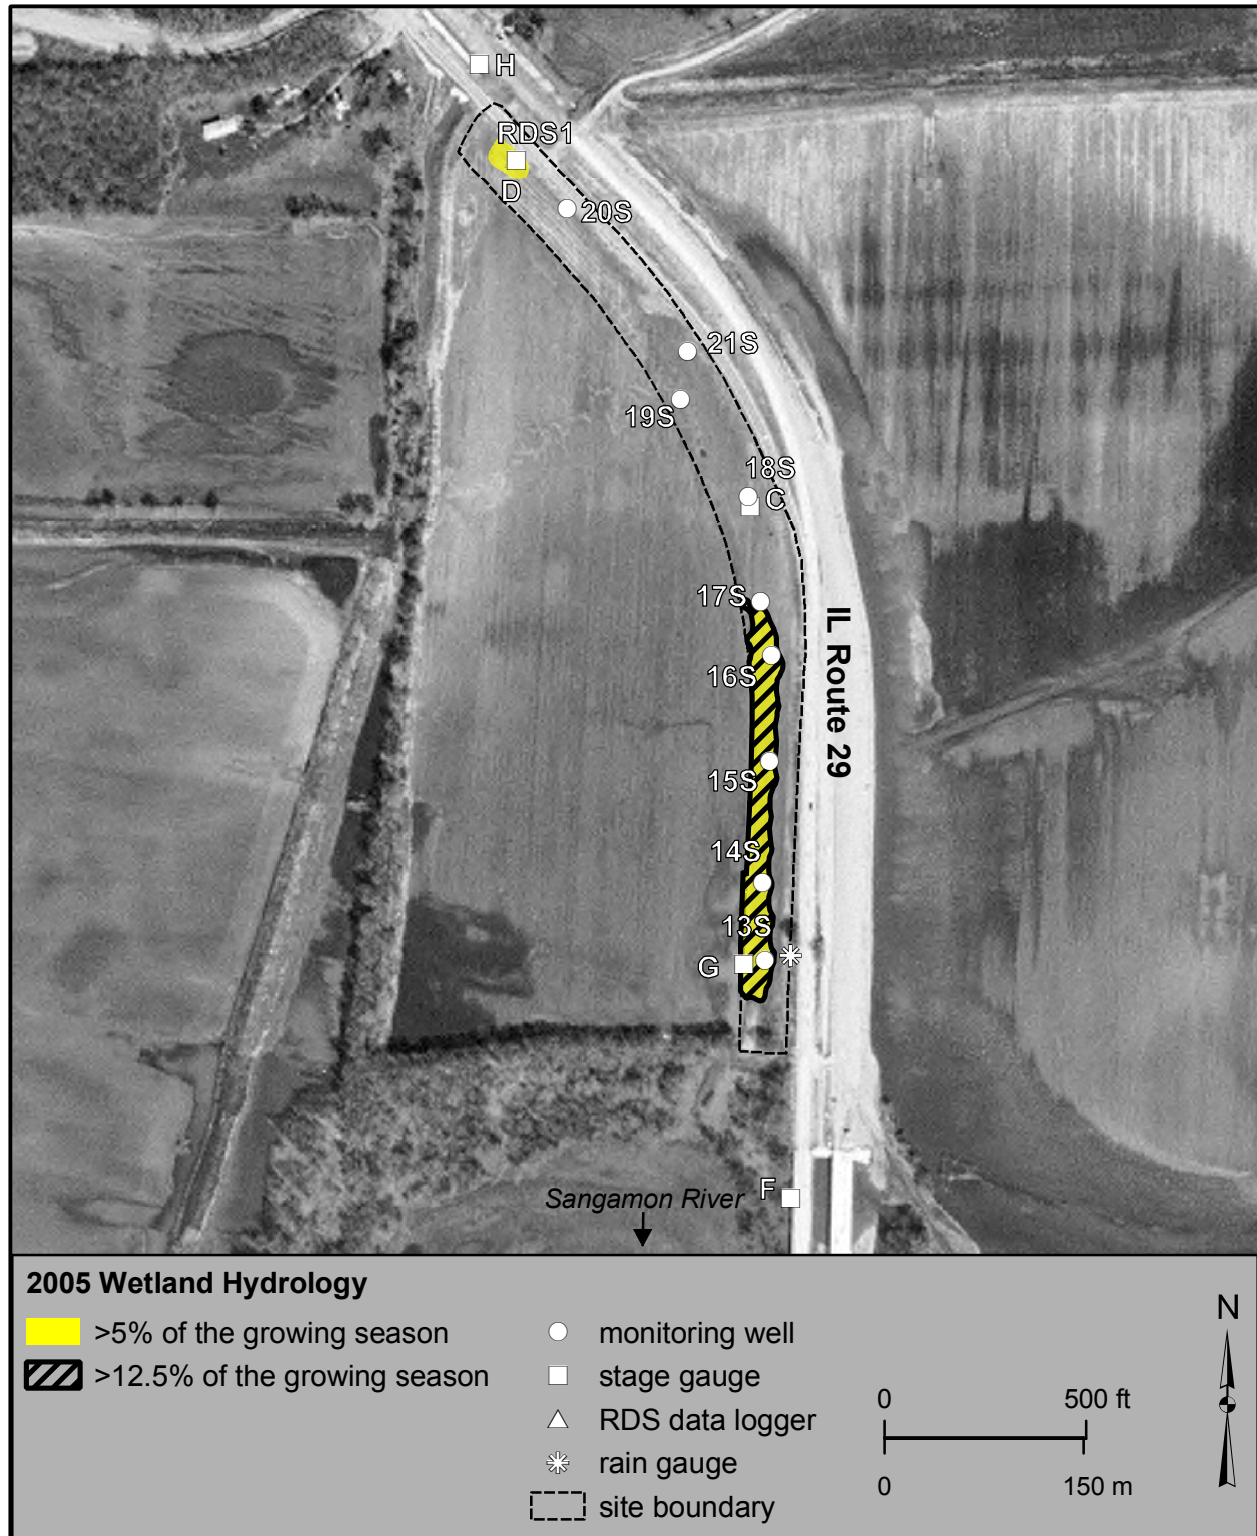 H
RDS1
D
20S
21S
19S
18S
C
17S
16S
IL Route 29
15S
14S
13S
G
F
Sangamon River
2005 Wetland Hydrology
>5% of the growing season
>12.5% of the growing season
monitoring well
stage gauge
RDS data logger
rain gauge
site boundary
0 500 ft
0 150 m
N